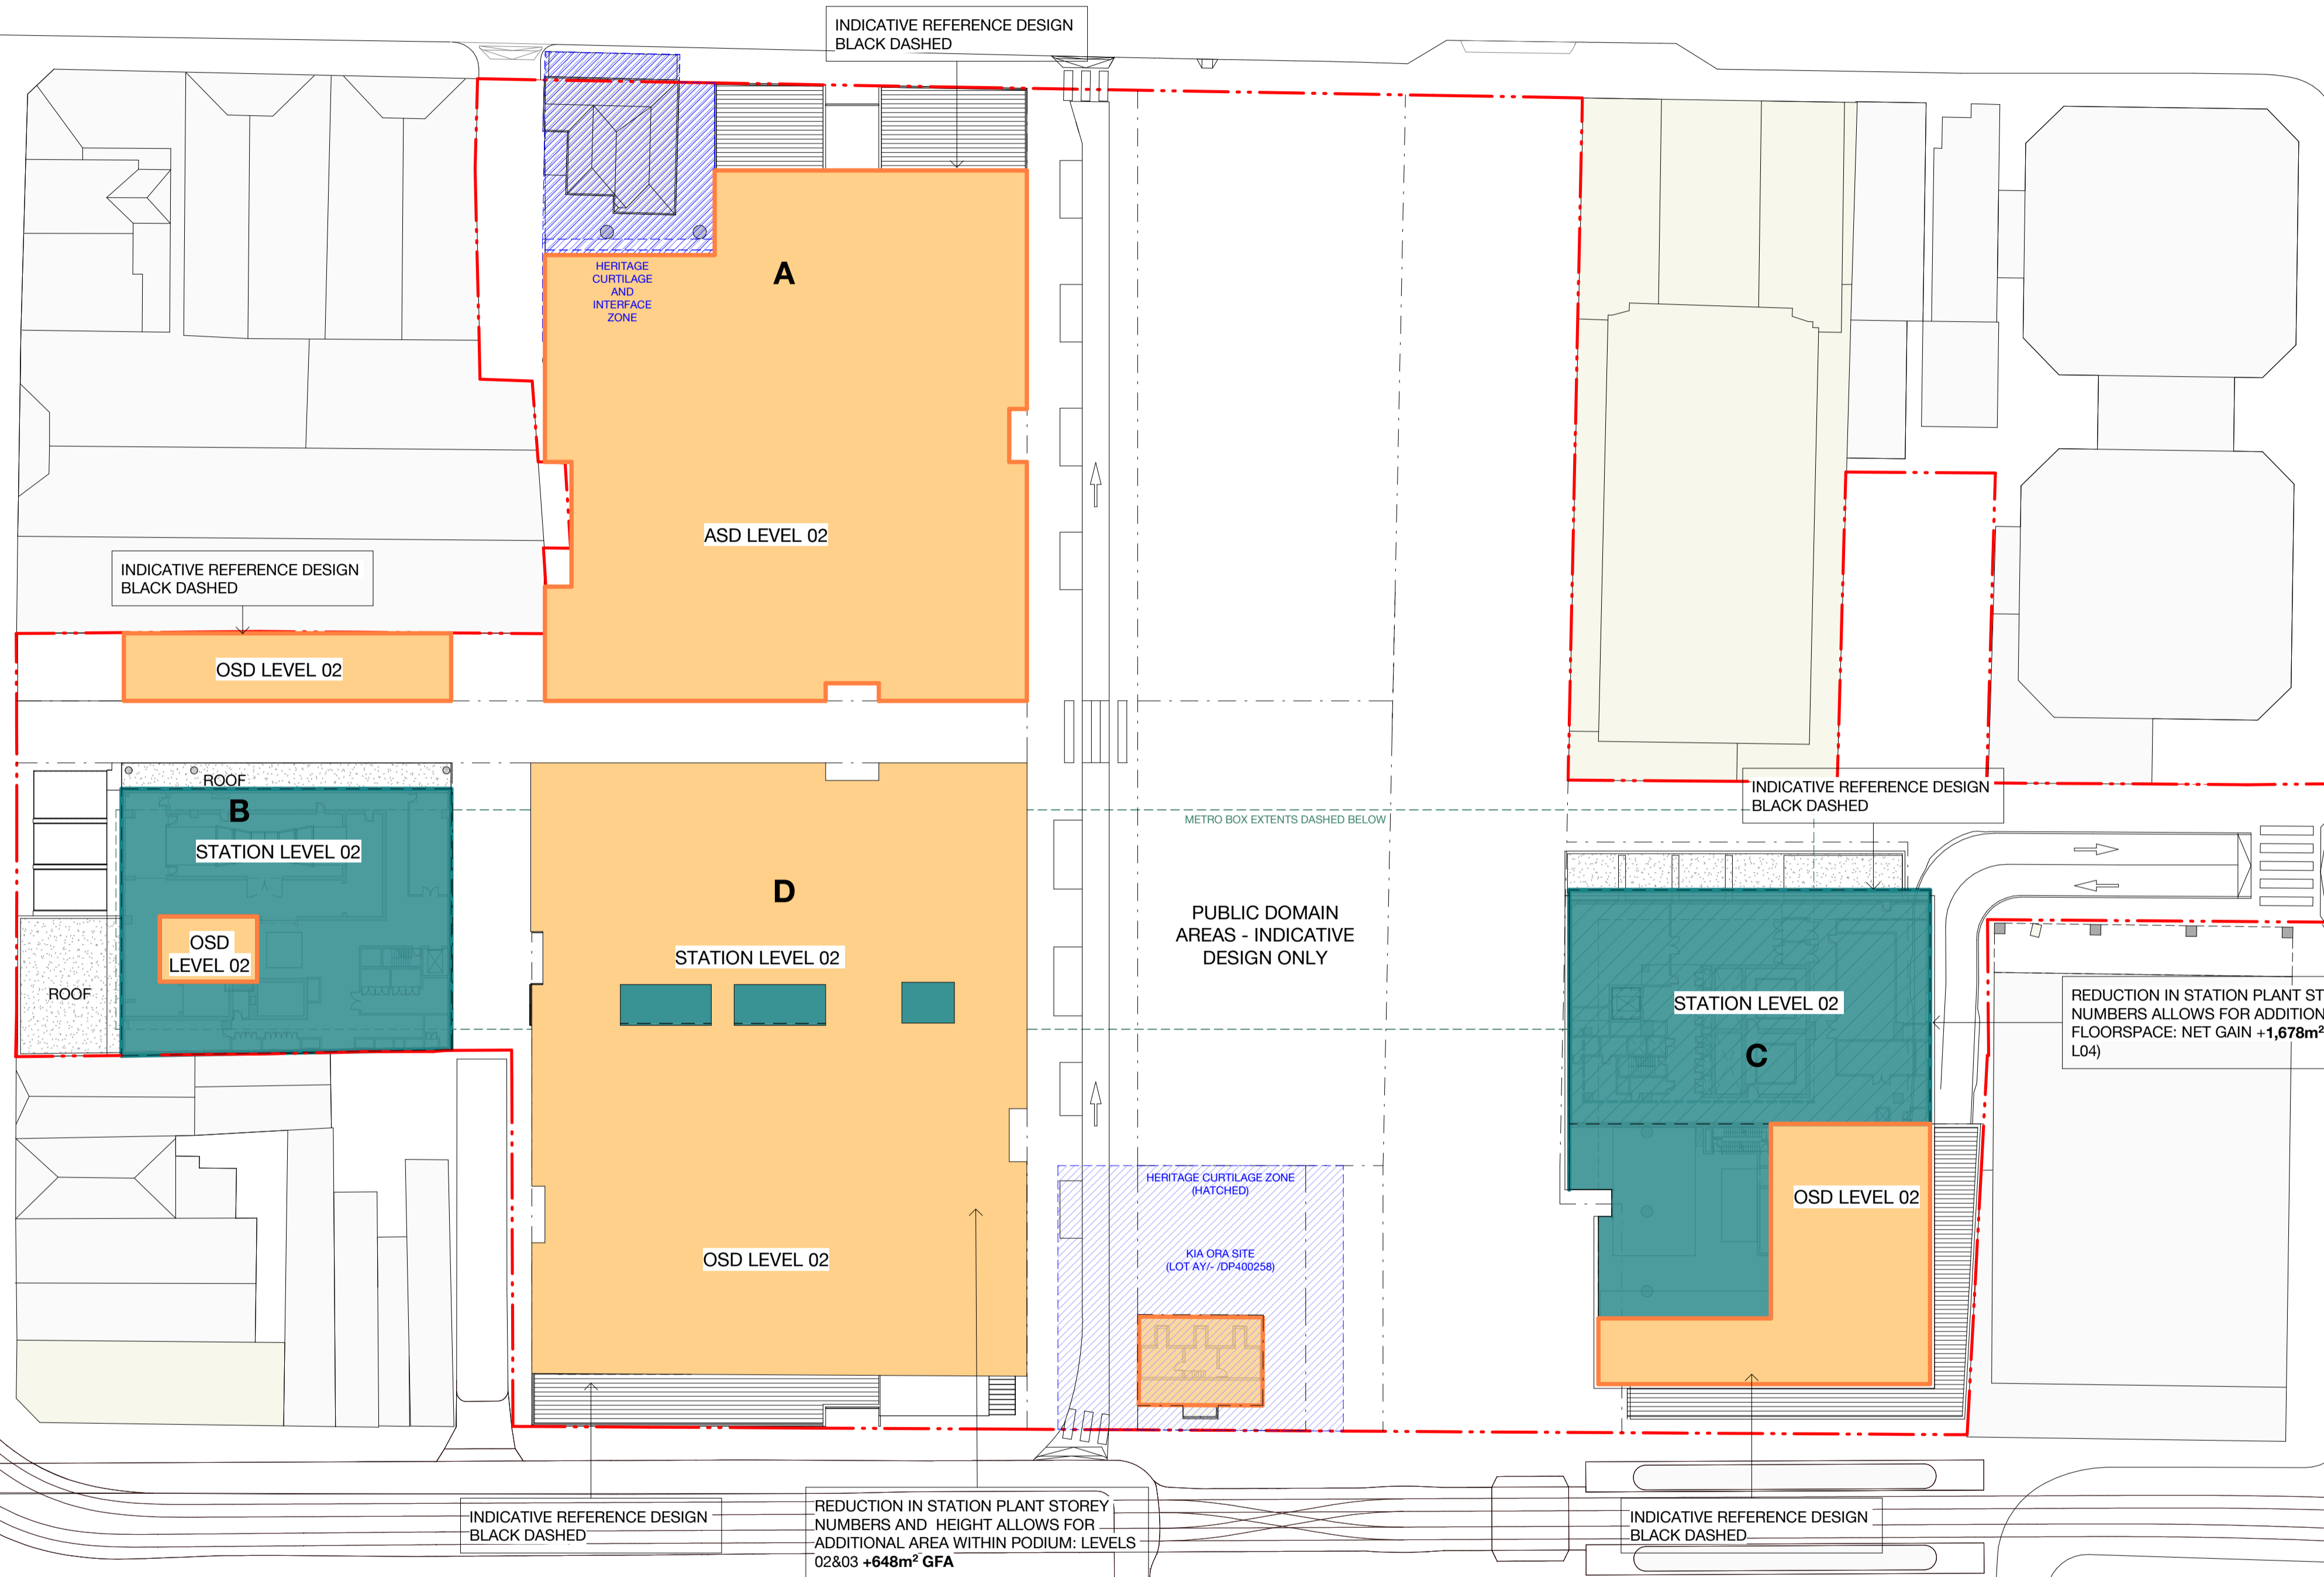 INDICATIVE REFERENCE DESIGN
BLACK DASHED
A
HERITAGE
CURTILAGE
AND
INTERFACE
ZONE
ASD LEVEL 02
INDICATIVE REFERENCE DESIGN
BLACK DASHED
OSD LEVEL 02
ROOF
B
STATION LEVEL 02
OSD
LEVEL 02
ROOF
D
STATION LEVEL 02
OSD LEVEL 02
METRO BOX EXTENTS DASHED BELOW
PUBLIC DOMAIN
AREAS - INDICATIVE
DESIGN ONLY
HERITAGE CURTILAGE ZONE
(HATCHED)
KIA ORA SITE
(LOT AY/- /DP400258)
INDICATIVE REFERENCE DESIGN
BLACK DASHED
STATION LEVEL 02
C
OSD LEVEL 02
REDUCTION IN STATION PLANT ST
NUMBERS ALLOWS FOR ADDITION
FLOORSPACE: NET GAIN +1,678m²
L04)
INDICATIVE REFERENCE DESIGN
BLACK DASHED
REDUCTION IN STATION PLANT STOREY
NUMBERS AND HEIGHT ALLOWS FOR
ADDITIONAL AREA WITHIN PODIUM: LEVELS
02&03 +648m² GFA
INDICATIVE REFERENCE DESIGN
BLACK DASHED